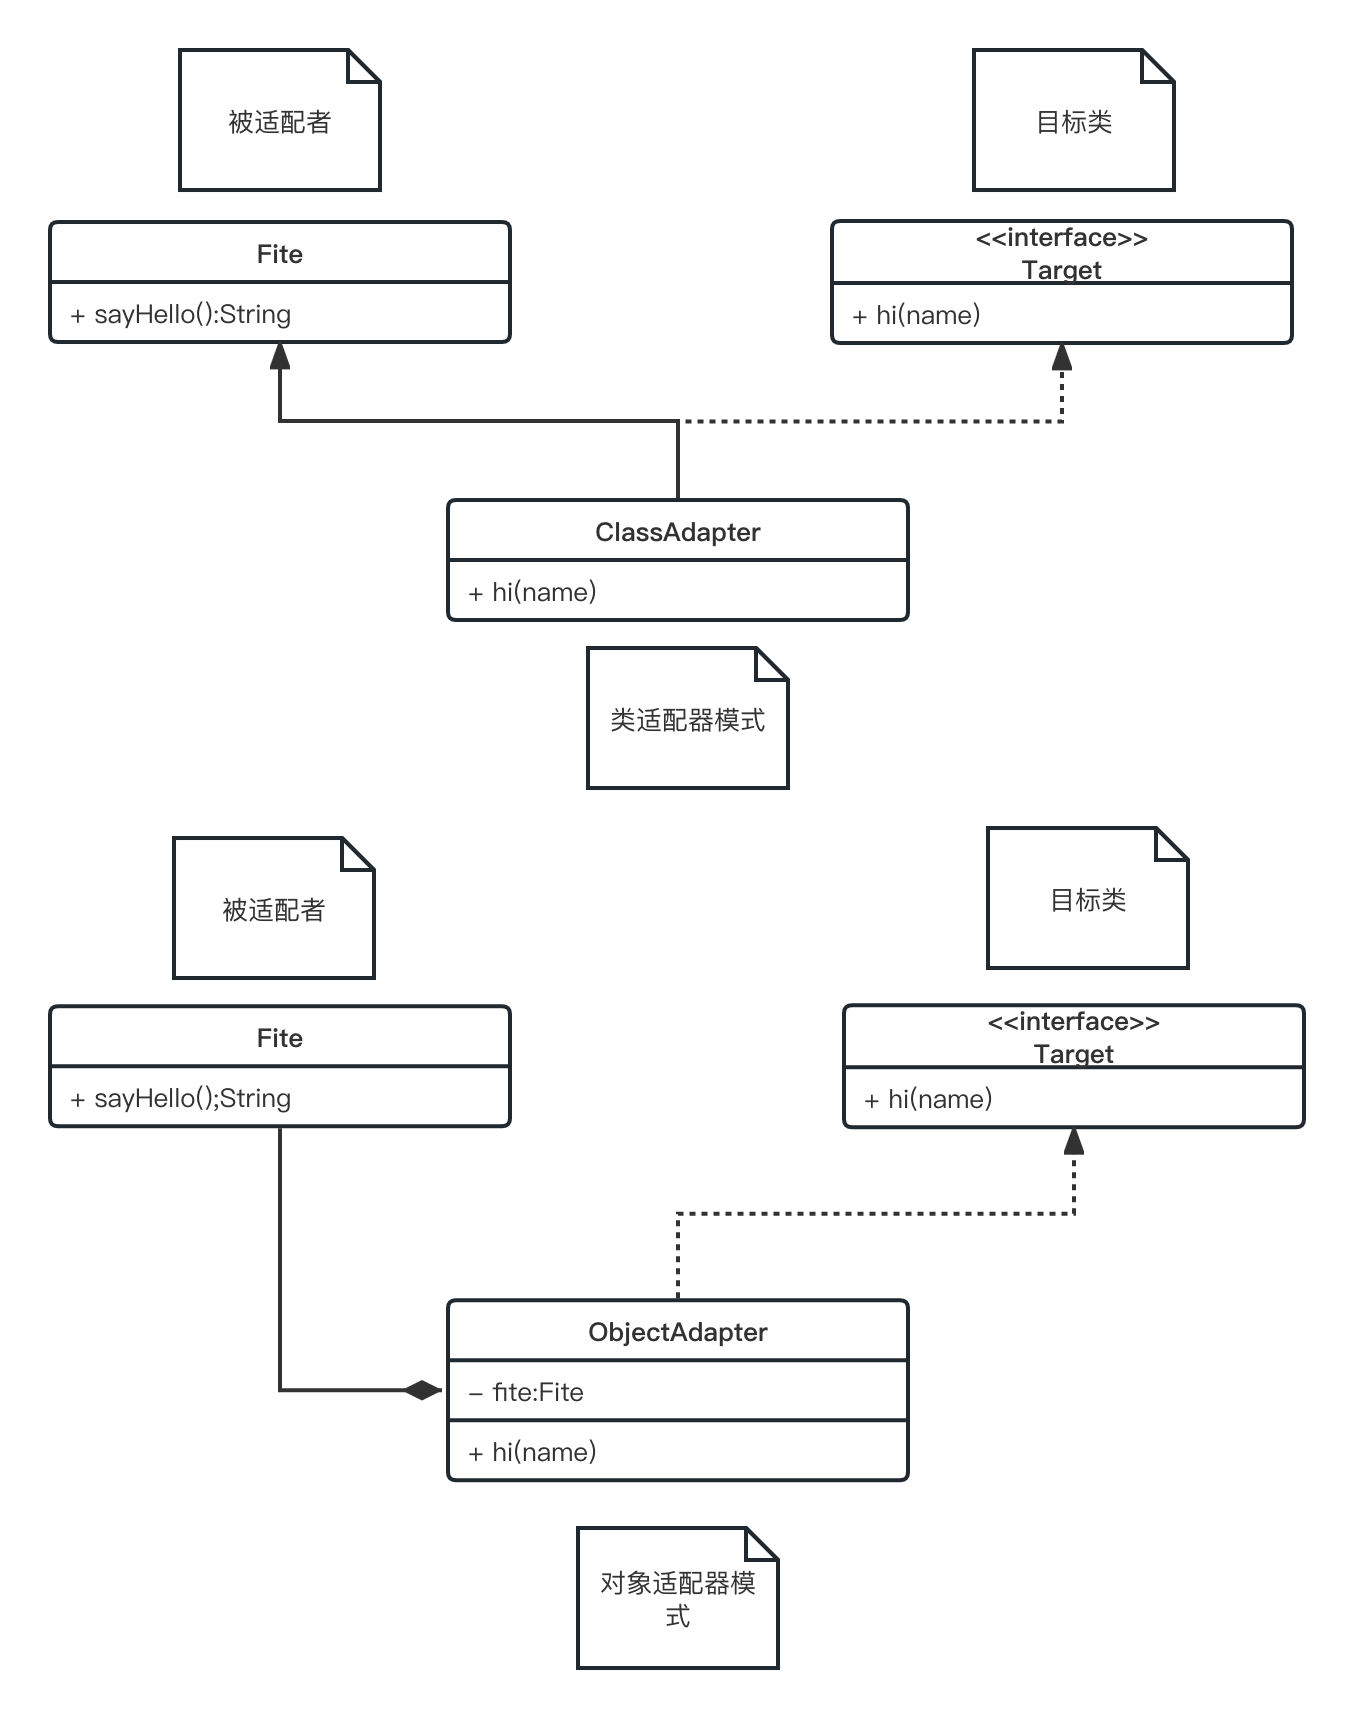 被适配者
目标类
Fite
+ sayHello():String
<<interface>>
Target
+ hi(name)
ClassAdapter
+ hi(name)
类适配器模式
被适配者
目标类
Fite
+ sayHello();String
<<interface>>
Target
+ hi(name)
ObjectAdapter
- fite:Fite
+ hi(name)
对象适配器模
式